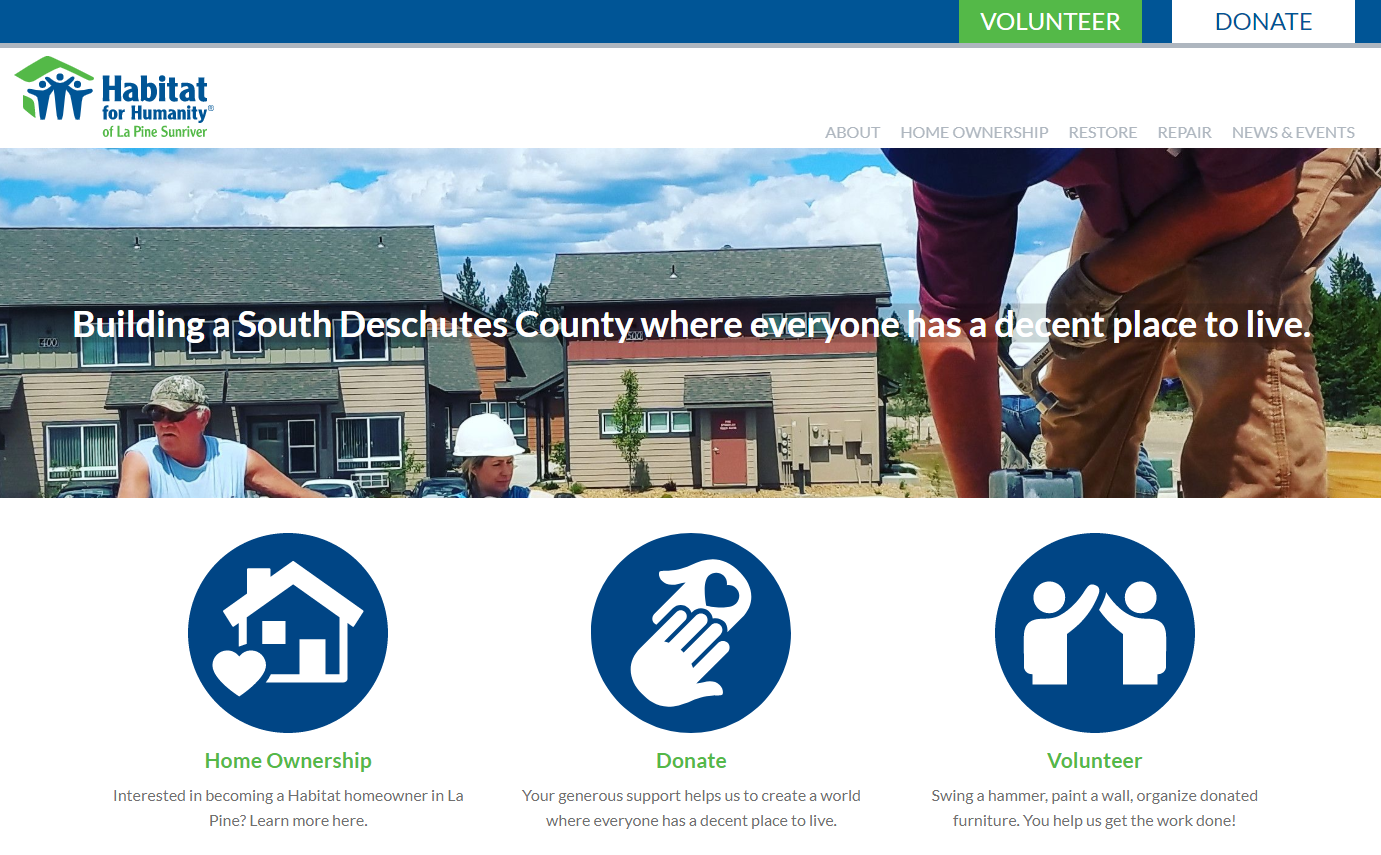 VOLUNTEER
DONATE
Habitat
for Humanity®
of La Pine Sunriver
ABOUT
HOME OWNERSHIP
RESTORE
REPAIR
NEWS & EVENTS
Building a South Deschutes County where everyone has a decent place to live.
400
Home Ownership
Interested in becoming a Habitat homeowner in La
Pine? Learn more here.
Donate
Your generous support helps us to create a world
where everyone has a decent place to live.
Volunteer
Swing a hammer, paint a wall, organize donated
furniture. You help us get the work done!